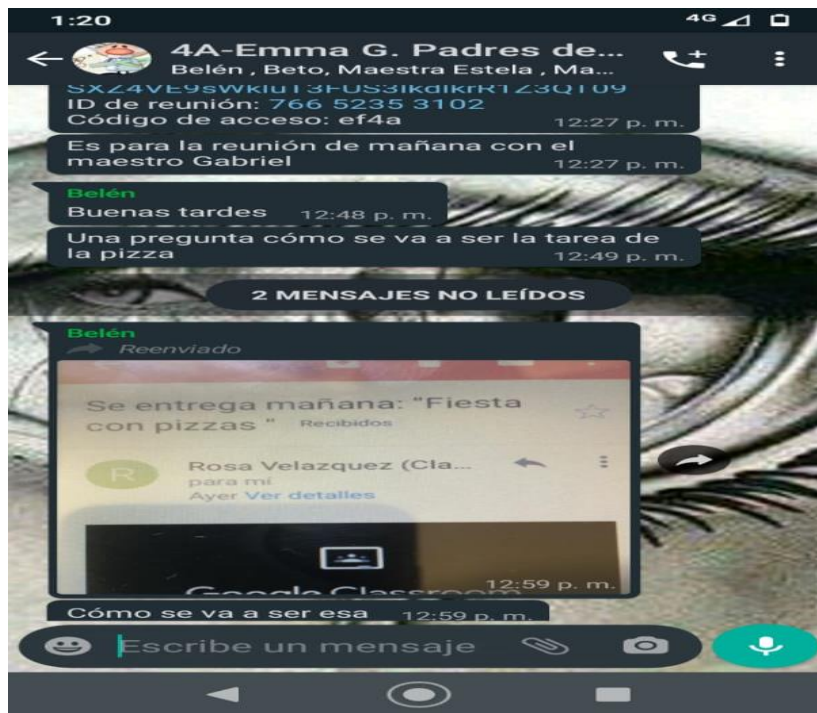 1:20
4G
4A-Emma G. Padres de...
Belén , Beto, Maestra Estela , Ma...
ID de reunión: 766 5235 3102
Código de acceso: ef4a
12:27 p. m.
Es para la reunión de mañana con el
maestro Gabriel
12:27 p. m.
Belén
Buenas tardes 12:48 p. m.
Una pregunta cómo se va a ser la tarea de
la pizza
12:49 p. m.
2 MENSAJES NO LEÍDOS
Belén
Reenviado
Se entrega mañana: "Fiesta
con pizzas " Recibidos
R
Rosa Velazquez (Cla...
para mí
Ayer Ver detalles
Google Classroom
12:59 p. m.
Cómo se va a ser esa 12:59 p. m.
Escribe un mensaje